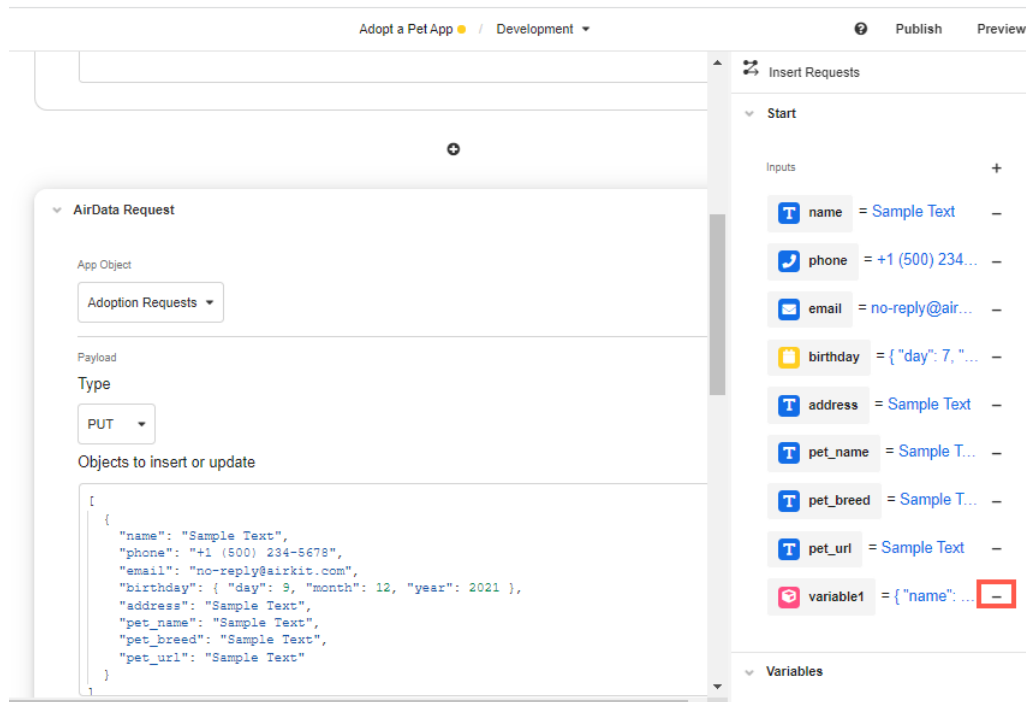 Adopt a Pet App / Development
Publish
Preview
AirData Request
App Object
Adoption Requests
Payload
Type
PUT
Objects to insert or update
[
{
"name": "Sample Text",
"phone": "+1 (500) 234-5678",
"email": "no-reply@airkit.com",
"birthday": { "day": 9, "month": 12, "year": 2021 },
"address": "Sample Text",
"pet_name": "Sample Text",
"pet_breed": "Sample Text",
"pet_url": "Sample Text"
}
]
Insert Requests
Start
Inputs +
name = Sample Text –
phone = +1 (500) 234... –
email = no-reply@air... –
birthday = { "day": 7, "... –
address = Sample Text –
pet_name = Sample T... –
pet_breed = Sample T... –
pet_url = Sample Text –
variable1 = { "name": ... –
Variables